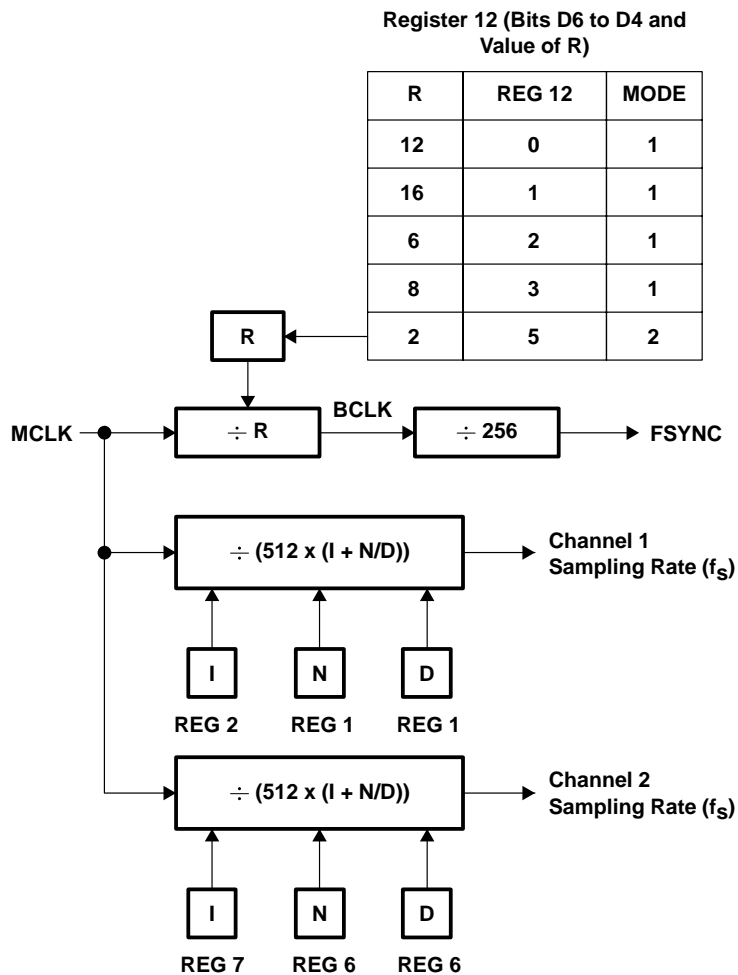 Register 12 (Bits D6 to D4 and
Value of R)
R REG 12 MODE
12 0 1
16 1 1
6 2 1
8 3 1
2 5 2
R
MCLK
÷ R
BCLK
÷ 256
FSYNC
÷ (512 x (I + N/D))
Channel 1
Sampling Rate (fS)
I N D
REG 2 REG 1 REG 1
÷ (512 x (I + N/D))
Channel 2
Sampling Rate (fS)
I N D
REG 7 REG 6 REG 6